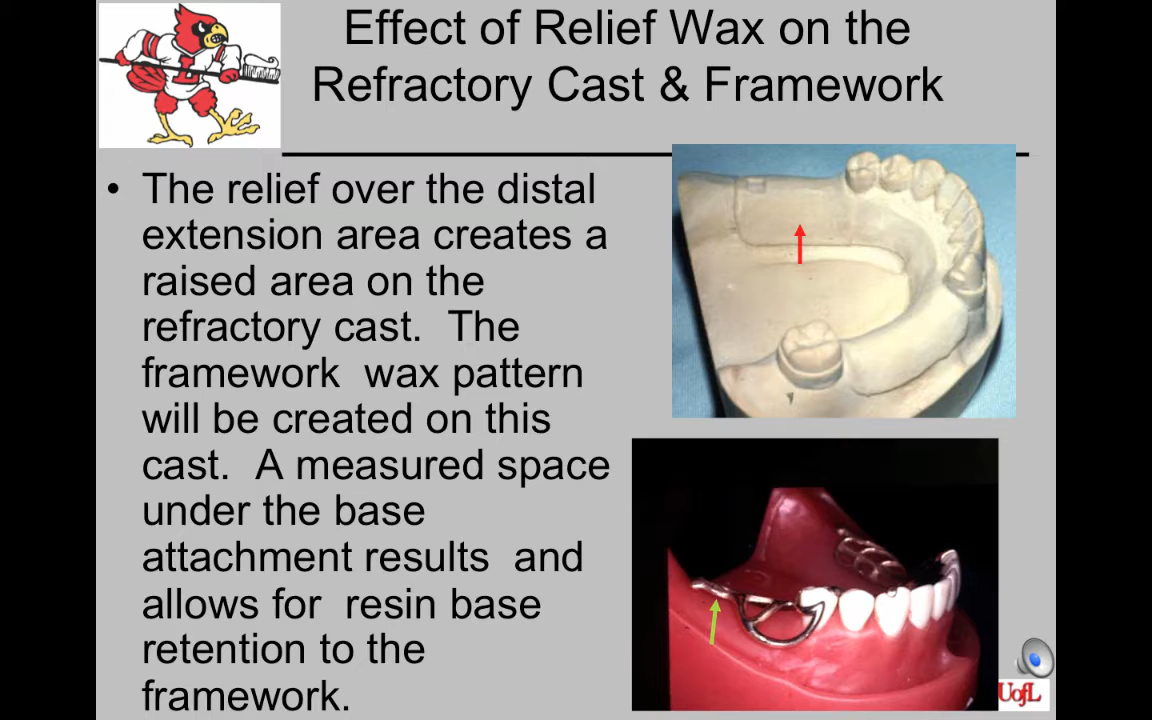 Effect of Relief Wax on the
Refractory Cast & Framework
• The relief over the distal
extension area creates a
raised area on the
refractory cast.  The
framework  wax pattern
will be created on this
cast.  A measured space
under the base
attachment results  and
allows for  resin base
retention to the
framework.
UofL